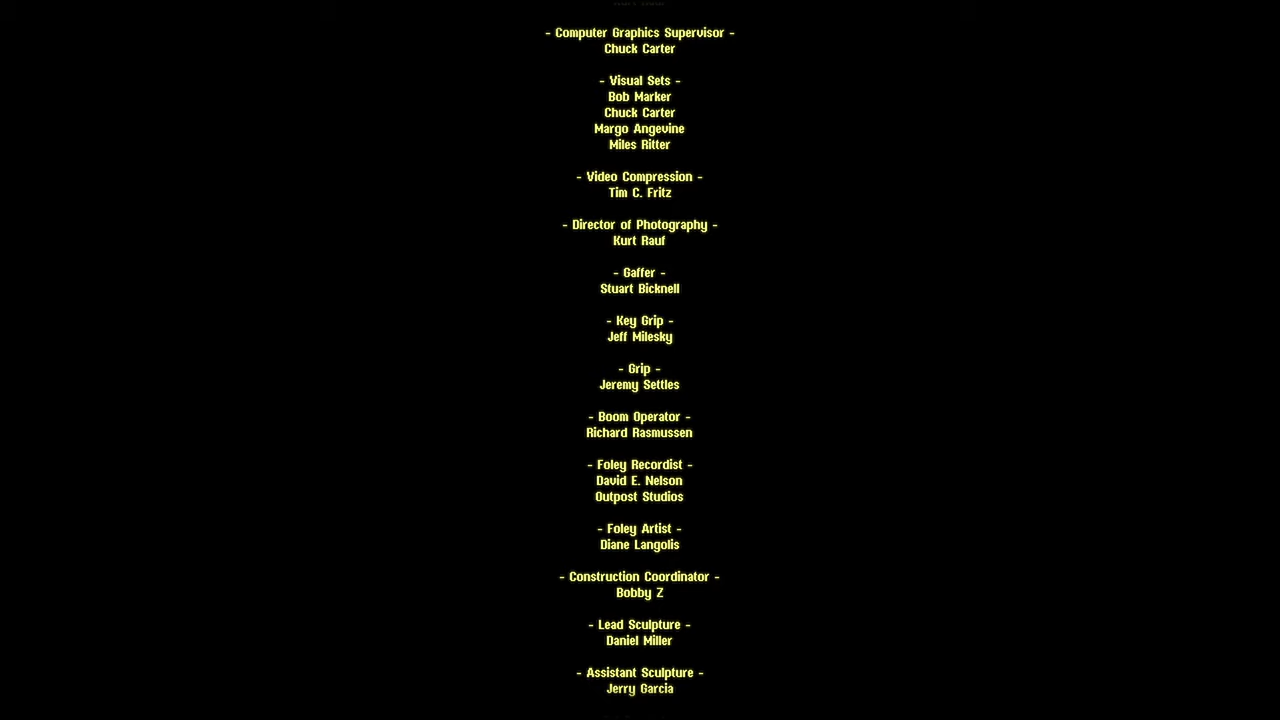 - Computer Graphics Supervisor -
Chuck Carter
- Visual Sets -
Bob Marker
Chuck Carter
Margo Angevine
Miles Ritter
- Video Compression -
Tim C. Fritz
- Director of Photography -
Kurt Rauf
- Gaffer -
Stuart Bicknell
- Key Grip -
Jeff Milesky
- Grip -
Jeremy Settles
- Boom Operator -
Richard Rasmussen
- Foley Recordist -
David E. Nelson
Outpost Studios
- Foley Artist -
Diane Langolis
- Construction Coordinator -
Bobby Z
- Lead Sculpture -
Daniel Miller
- Assistant Sculpture -
Jerry Garcia